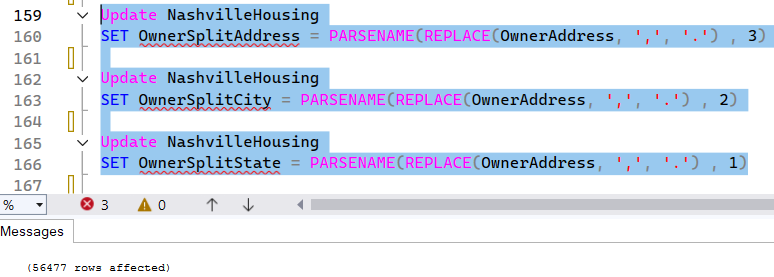 159 Update NashvilleHousing
160 SET OwnerSplitAddress = PARSENAME(REPLACE(OwnerAddress, ',', '.') , 3)
161
162 Update NashvilleHousing
163 SET OwnerSplitCity = PARSENAME(REPLACE(OwnerAddress, ',', '.') , 2)
164
165 Update NashvilleHousing
166 SET OwnerSplitState = PARSENAME(REPLACE(OwnerAddress, ',', '.') , 1)
167
% 3 0
Messages
(56477 rows affected)